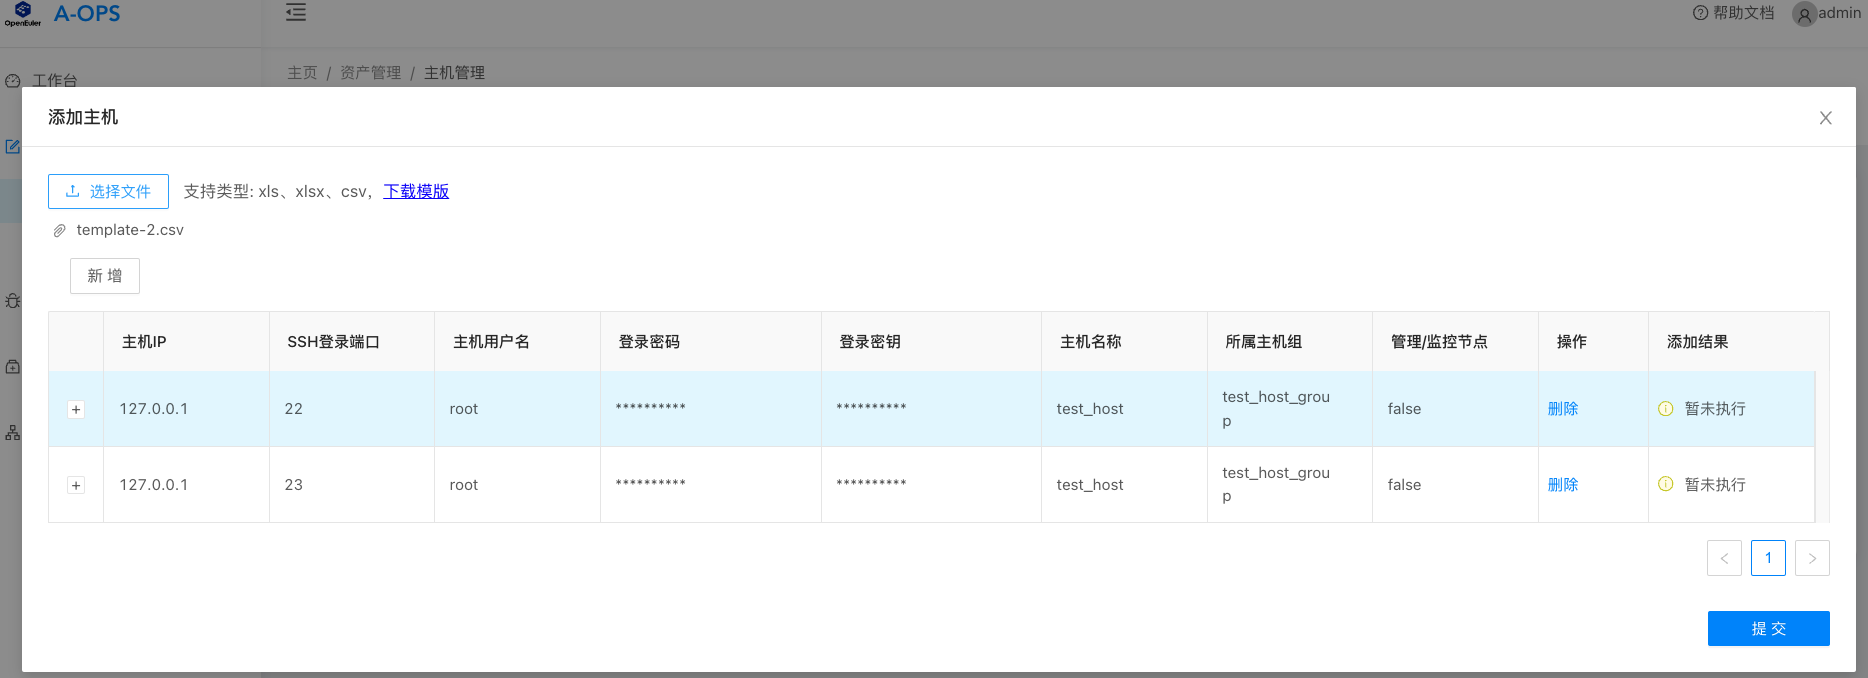 OpenEuler A-OPS
帮助文档 admin
工作台
主页 / 资产管理 / 主机管理
添加主机
选择文件 支持类型: xls、xlsx、csv，下载模版
template-2.csv
新 增
主机IP SSH登录端口 主机用户名 登录密码 登录密钥 主机名称 所属主机组 管理/监控节点 操作 添加结果
127.0.0.1 22 root ********** ********** test_host test_host_grou
p false 删除 暂未执行
127.0.0.1 23 root ********** ********** test_host test_host_grou
p false 删除 暂未执行
1
提 交